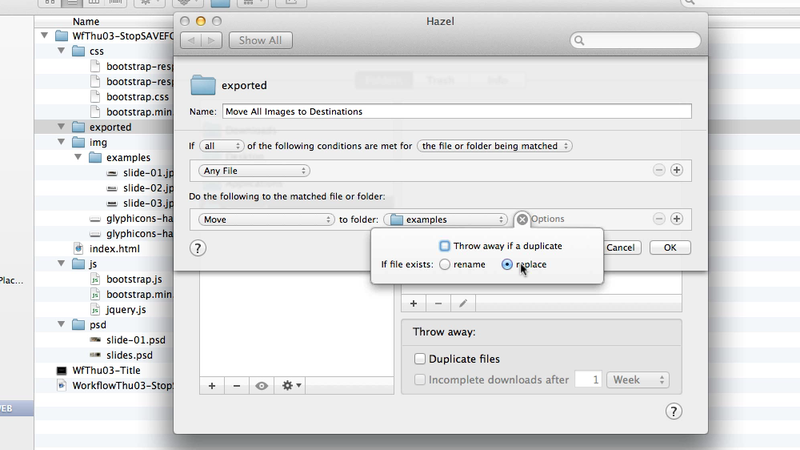 Name
WfThu03-StopSAVEFO
css
bootstrap-resp
bootstrap-resp
bootstrap.css
bootstrap.min
exported
img
examples
slide-01.jp
slide-02.jp
slide-03.jp
glyphicons-ha
glyphicons-ha
index.html
js
bootstrap.js
bootstrap.min
jquery.js
psd
slide-01.psd
slides.psd
WfThu03-Title
WorkflowThu03-StopS
Plac...
EB
Hazel
Show All
exported
Name: Move All Images to Destinations
If all of the following conditions are met for the file or folder being matched
Any File
Do the following to the matched file or folder:
Move to folder: examples Options
Throw away if a duplicate
If file exists: rename replace
? Cancel OK
Throw away:
Duplicate files
Incomplete downloads after 1 Week
?